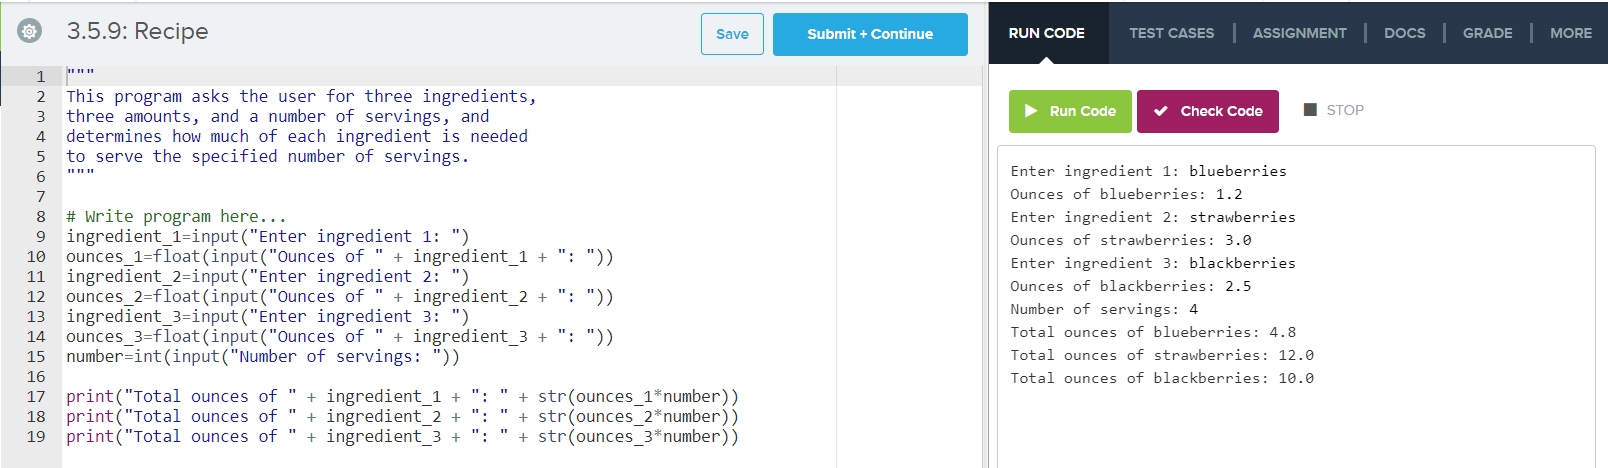 3.5.9: Recipe
Save
Submit + Continue
RUN CODE
TEST CASES
ASSIGNMENT
DOCS
GRADE
MORE
1 """
2 This program asks the user for three ingredients,
3 three amounts, and a number of servings, and
4 determines how much of each ingredient is needed
5 to serve the specified number of servings.
6 """
7
8 # Write program here...
9 ingredient_1=input("Enter ingredient 1: ")
10 ounces_1=float(input("Ounces of " + ingredient_1 + ": "))
11 ingredient_2=input("Enter ingredient 2: ")
12 ounces_2=float(input("Ounces of " + ingredient_2 + ": "))
13 ingredient_3=input("Enter ingredient 3: ")
14 ounces_3=float(input("Ounces of " + ingredient_3 + ": "))
15 number=int(input("Number of servings: "))
16
17 print("Total ounces of " + ingredient_1 + ": " + str(ounces_1*number))
18 print("Total ounces of " + ingredient_2 + ": " + str(ounces_2*number))
19 print("Total ounces of " + ingredient_3 + ": " + str(ounces_3*number))
Run Code
Check Code
STOP
Enter ingredient 1: blueberries
Ounces of blueberries: 1.2
Enter ingredient 2: strawberries
Ounces of strawberries: 3.0
Enter ingredient 3: blackberries
Ounces of blackberries: 2.5
Number of servings: 4
Total ounces of blueberries: 4.8
Total ounces of strawberries: 12.0
Total ounces of blackberries: 10.0